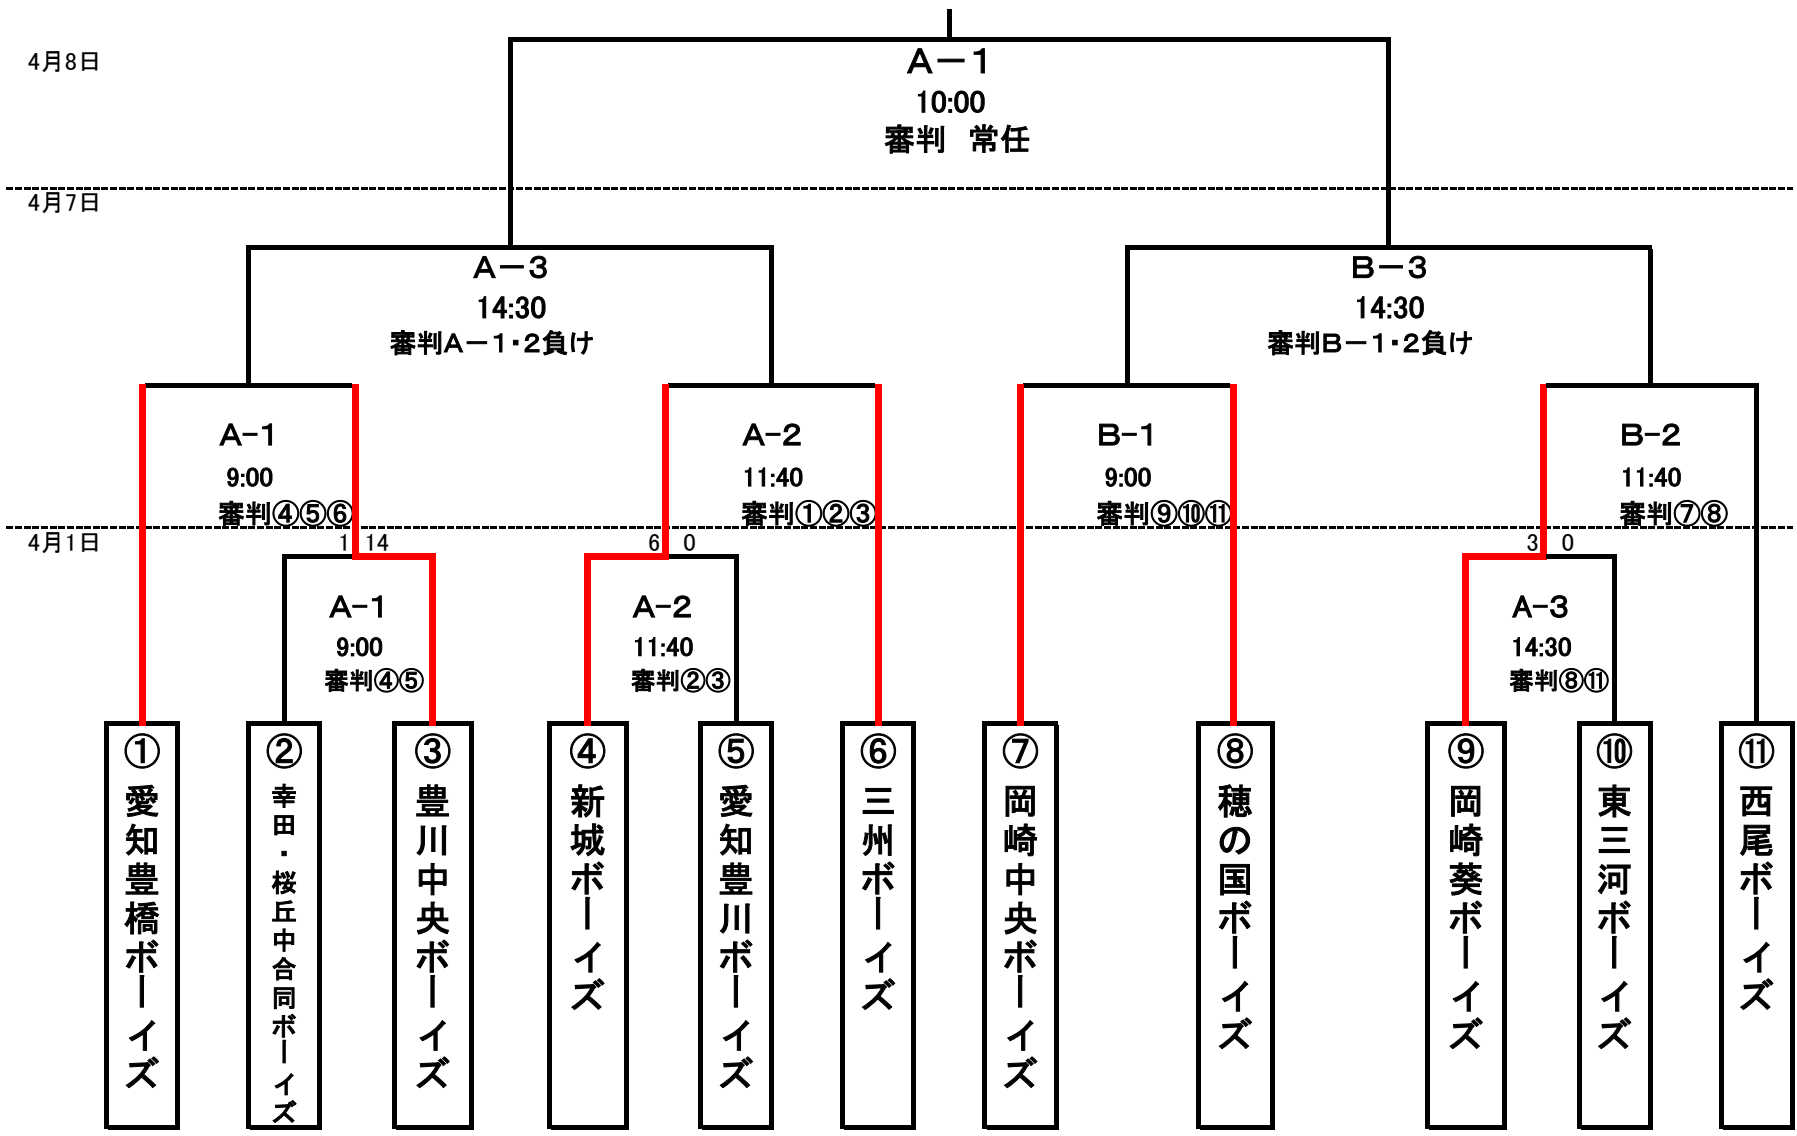 4月8日
A－1
10:00
審判　常任
4月7日
A－3
14:30
審判A－1・2負け
B－3
14:30
審判B－1・2負け
A-1
9:00
審判④⑤⑥
A-2
11:40
審判①②③
B-1
9:00
審判⑨⑩⑪
B-2
11:40
審判⑦⑧
4月1日
1 14
6 0
3 0
A-1
9:00
審判④⑤
A-2
11:40
審判②③
A-3
14:30
審判⑧⑪
①愛知豊橋ボーイズ
②幸田・桜丘中合同ボーイズ
③豊川中央ボーイズ
④新城ボーイズ
⑤愛知豊川ボーイズ
⑥三州ボーイズ
⑦岡崎中央ボーイズ
⑧穂の国ボーイズ
⑨岡崎葵ボーイズ
⑩東三河ボーイズ
⑪西尾ボーイズ